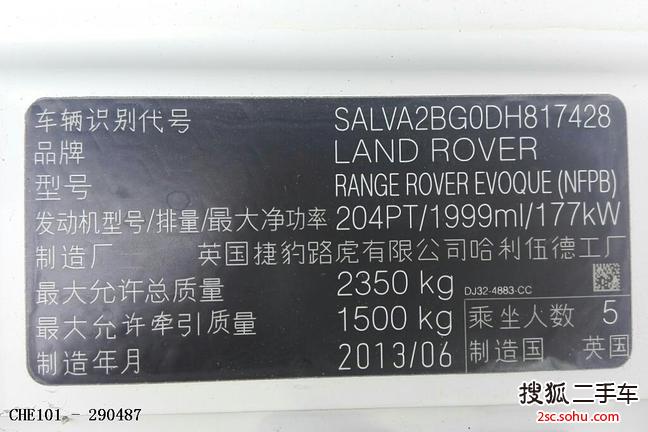 车辆识别代号 SALVA2BG0DH817428
品牌 LAND ROVER
型号 RANGE ROVER EVOQUE (NFPB)
发动机型号/排量/最大净功率 204PT/1999ml/177kW
制造厂 英国捷豹路虎有限公司哈利伍德工厂
最大允许总质量 2350 kg DJ32-4883-CC
最大允许牵引质量 1500 kg 乘坐人数 5
制造年月 2013/06 制造国 英国
CHE101 - 290487
搜狐二手车
2sc.sohu.com